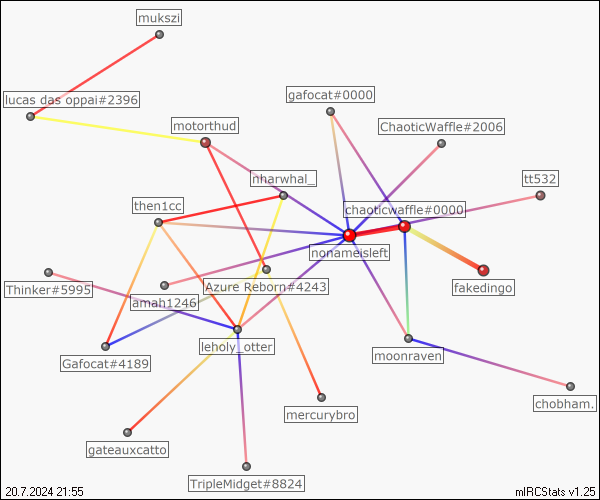 mukszi
lucas das oppai#2396
gafocat#0000
motorthud
ChaoticWaffle#2006
nharwhal_
tt532
then1cc
chaoticwaffle#0000
nonameisleft
Thinker#5995
amah1246
Azure Reborn#4243
fakedingo
Gafocat#4189
leholy_otter
moonraven
mercurybro
chobham.
gateauxcatto
TripleMidget#8824
20.7.2024 21:55
mIRCStats v1.25